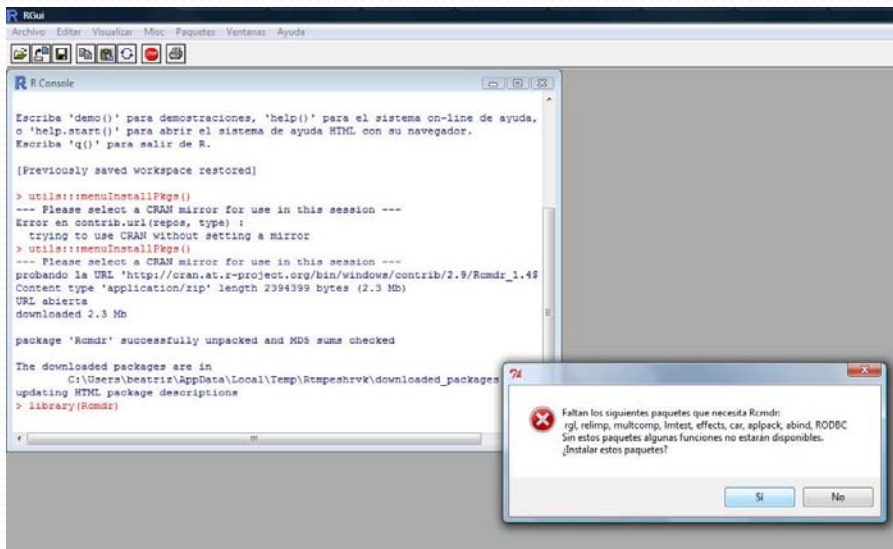 RGui
Archivo Editar Visualizar Misc Paquetes Ventanas Ayuda
STOP
R Console
Escriba 'demo()' para demostraciones, 'help()' para el sistema on-line de ayuda,
o 'help.start()' para abrir el sistema de ayuda HTML con su navegador.
Escriba 'q()' para salir de R.
[Previously saved workspace restored]
> utils:::menuInstallPkgs()
--- Please select a CRAN mirror for use in this session ---
Error en contrib.url(repos, type) :
trying to use CRAN without setting a mirror
> utils:::menuInstallPkgs()
--- Please select a CRAN mirror for use in this session ---
probando la URL 'http://cran.at.r-project.org/bin/windows/contrib/2.9/Rcmdr_1.4$
Content type 'application/zip' length 2394399 bytes (2.3 Mb)
URL abierta
downloaded 2.3 Mb
package 'Rcmdr' successfully unpacked and MD5 sums checked
The downloaded packages are in
C:\Users\beatriz\AppData\Local\Temp\Rtmpeshrvk\downloaded_packages
updating HTML package descriptions
> library(Rcmdr)
Faltan los siguientes paquetes que necesita Rcmdr:
rgl, relimp, multcomp, lmtest, effects, car, aplpack, abind, RODBC
Sin estos paquetes algunas funciones no estarán disponibles.
¿Instalar estos paquetes?
Sí
No